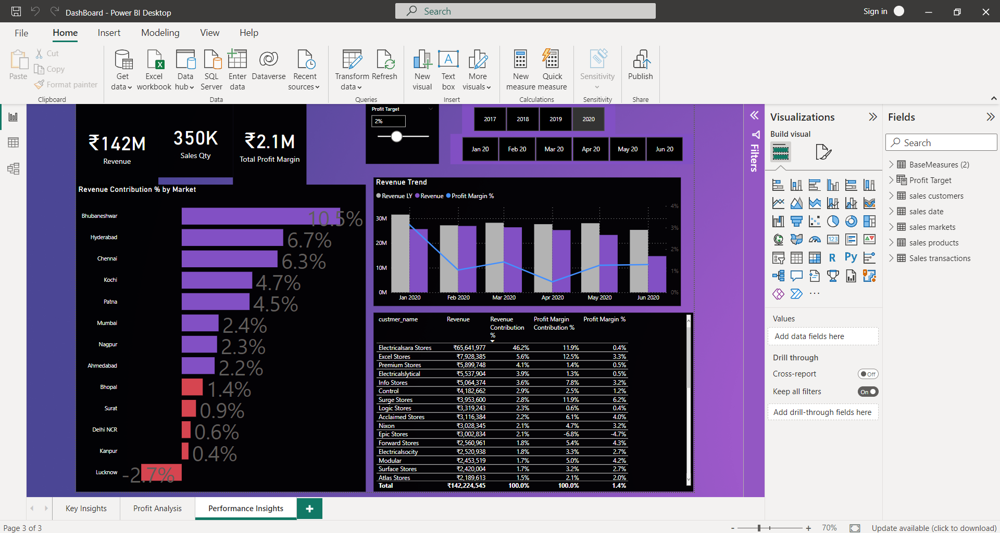 DashBoard - Power BI Desktop
Search
Sign in
File
Home
Insert
Modeling
View
Help
Paste
Cut
Copy
Format painter
Clipboard
Get data
Excel workbook
Data hub
SQL Server
Enter data
Dataverse
Recent sources
Data
Transform data
Refresh
Queries
New visual
Text box
More visuals
Insert
New measure
Quick measure
Calculations
Sensitivity
Sensitivity
Publish
Share
₹142M
Revenue
350K
Sales Qty
₹2.1M
Total Profit Margin
Profit Target
2%
2017
2018
2019
2020
Jan 20
Feb 20
Mar 20
Apr 20
May 20
Jun 20
Revenue Contribution % by Market
Bhubaneshwar 10.5%
Hyderabad 6.7%
Chennai 6.3%
Kochi 4.7%
Patna 4.5%
Mumbai 2.4%
Nagpur 2.3%
Ahmedabad 2.2%
Bhopal 1.4%
Surat 0.9%
Delhi NCR 0.6%
Kanpur 0.4%
Lucknow -2.7%
Revenue Trend
Revenue LY Revenue Profit Margin %
30M
20M
10M
0M
4%
3%
2%
1%
0%
Jan 2020 Feb 2020 Mar 2020 Apr 2020 May 2020 Jun 2020
custmer_name Revenue Revenue Contribution % Profit Margin Contribution % Profit Margin %
Electricalsara Stores ₹65,641,977 46.2% 11.9% 0.4%
Excel Stores ₹7,928,385 5.6% 12.5% 3.3%
Premium Stores ₹5,899,748 4.1% 1.4% 0.5%
Electricalslytical ₹5,537,904 3.9% 1.3% 0.5%
Info Stores ₹5,064,374 3.6% 7.8% 3.2%
Control ₹4,182,662 2.9% 2.5% 1.2%
Surge Stores ₹3,953,600 2.8% 11.9% 6.2%
Logic Stores ₹3,319,243 2.3% 0.6% 0.4%
Acclaimed Stores ₹3,116,384 2.2% 6.1% 4.0%
Nixon ₹3,028,345 2.1% 4.7% 3.2%
Epic Stores ₹3,002,834 2.1% -6.8% -4.7%
Forward Stores ₹2,560,961 1.8% 5.4% 4.3%
Electricalsocity ₹2,520,938 1.8% 3.3% 2.7%
Modular ₹2,453,519 1.7% 5.0% 4.2%
Surface Stores ₹2,420,004 1.7% 3.2% 2.7%
Atlas Stores ₹2,189,613 1.5% 2.1% 2.0%
Total ₹142,224,545 100.0% 100.0% 1.4%
Filters
Visualizations
Build visual
123
R
Py
Values
Add data fields here
Drill through
Cross-report
Off
Keep all filters
On
Add drill-through fields here
Fields
Search
BaseMeasures (2)
Profit Target
sales customers
sales date
sales markets
sales products
Sales transactions
Key Insights
Profit Analysis
Performance Insights
+
Page 3 of 3
- + 70%
Update available (click to download)